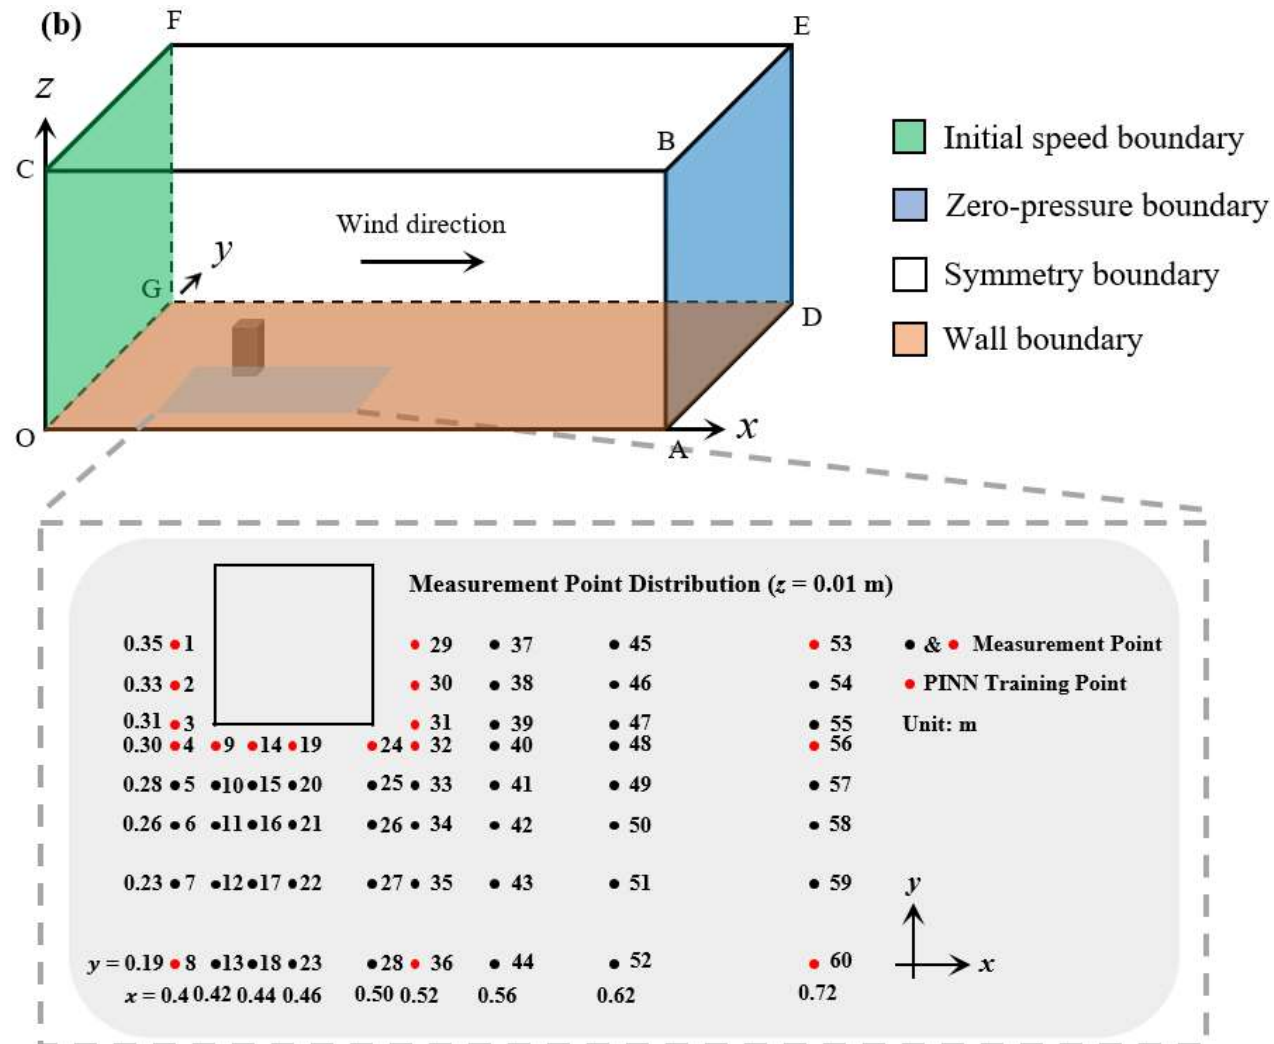 (b)
F
E
z
C
B
Wind direction
y
G
D
O
A
x
Initial speed boundary
Zero-pressure boundary
Symmetry boundary
Wall boundary
Measurement Point Distribution (z = 0.01 m)
0.35 1 29 37 45 53 & Measurement Point
0.33 2 30 38 46 54 PINN Training Point
0.31 3 31 39 47 55 Unit: m
0.30 4 9 14 19 24 32 40 48 56
0.28 5 10 15 20 25 33 41 49 57
0.26 6 11 16 21 26 34 42 50 58
0.23 7 12 17 22 27 35 43 51 59
y
y = 0.19 8 13 18 23 28 36 44 52 60 x
x = 0.4 0.42 0.44 0.46 0.50 0.52 0.56 0.62 0.72